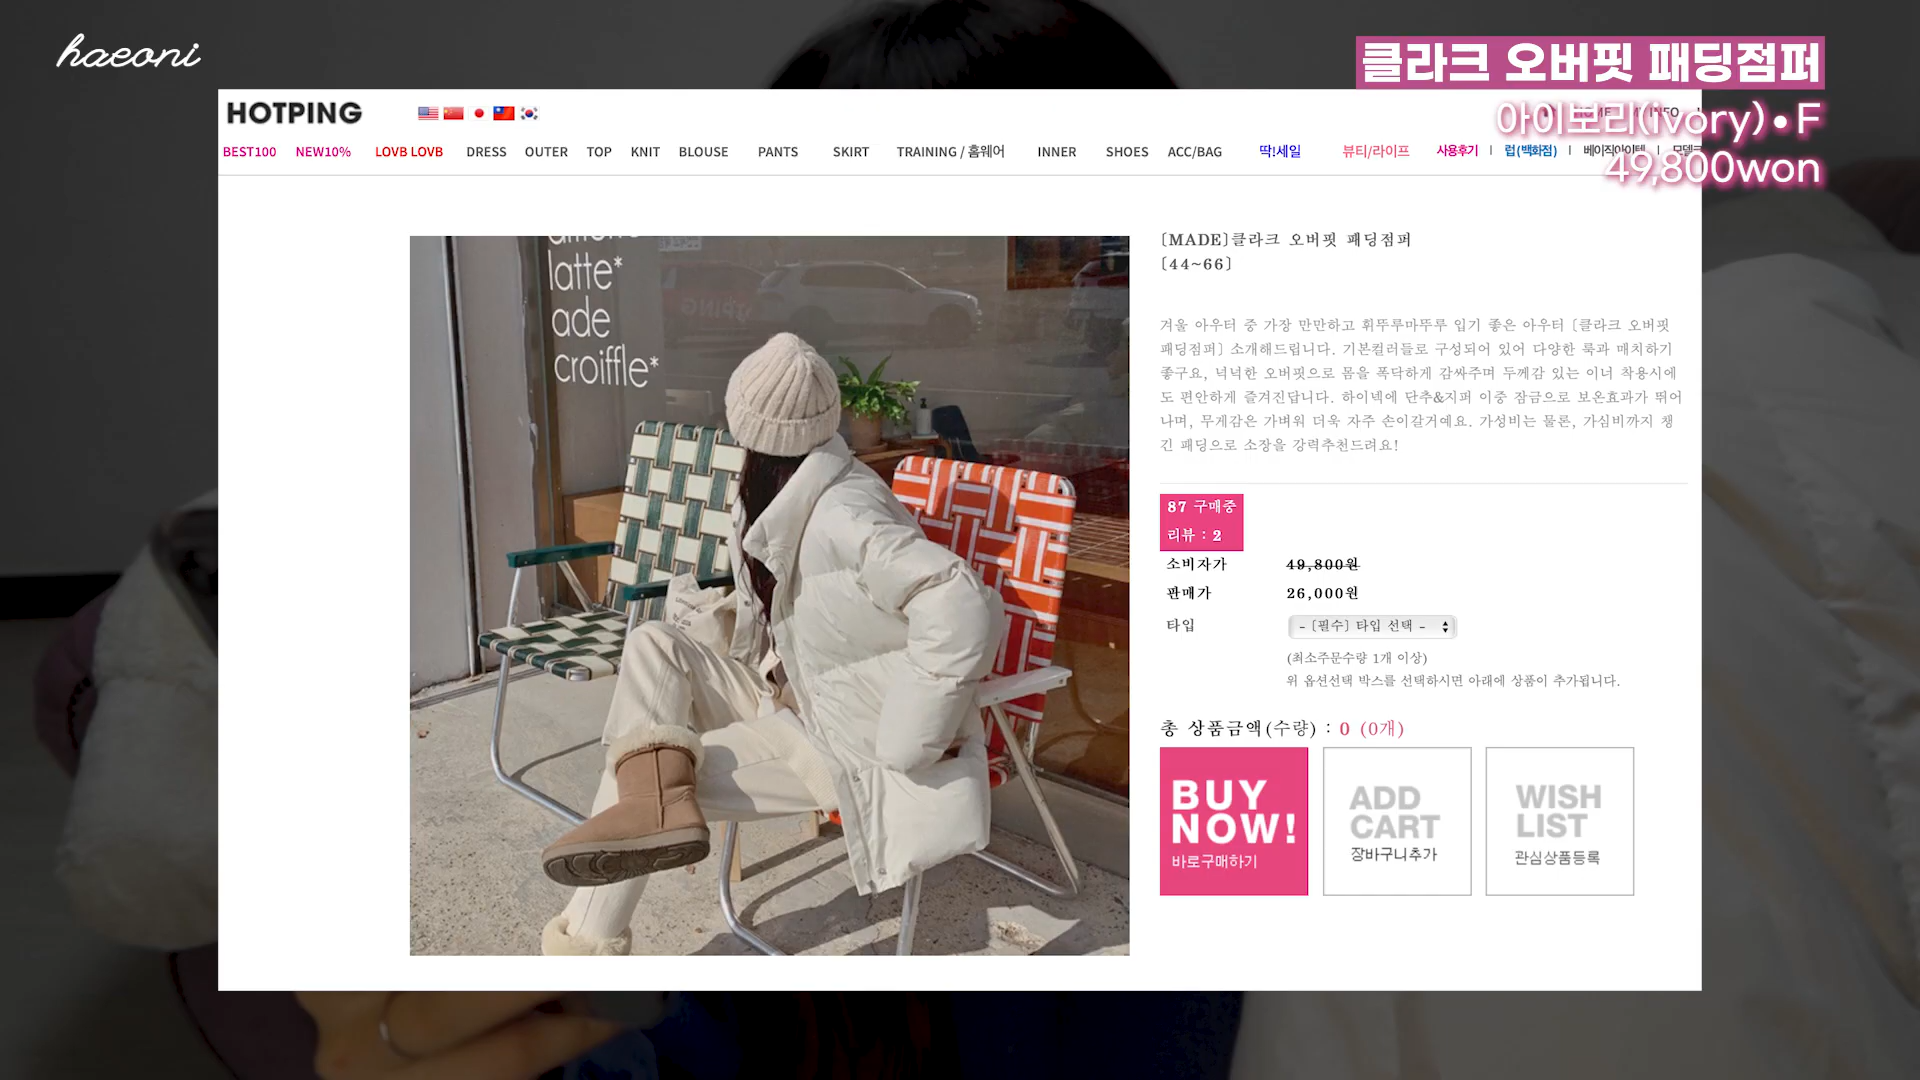 haeoni
클라크 오버핏 패딩점퍼
아이보리(ivory)•F
49,800won
HOTPING
BEST100 NEW10% LOVB LOVB DRESS OUTER TOP KNIT BLOUSE PANTS SKIRT TRAINING / 홈웨어 INNER SHOES ACC/BAG 딱!세일 뷰티/라이프 사용후기 | 럽(백화점) | 베이직아이템 |
latte*
ade
croiffle*
[MADE]클라크 오버핏 패딩점퍼
[44~66]
겨울 아우터 중 가장 만만하고 휘뚜루마뚜루 입기 좋은 아우터 [클라크 오버핏
패딩점퍼] 소개해드립니다. 기본컬러들로 구성되어 있어 다양한 룩과 매치하기
좋구요, 넉넉한 오버핏으로 몸을 폭닥하게 감싸주며 두께감 있는 이너 착용시에
도 편안하게 즐겨진답니다. 하이넥에 단추&지퍼 이중 잠금으로 보온효과가 뛰어
나며, 무게감은 가벼워 더욱 자주 손이갈거예요. 가성비는 물론, 가심비까지 챙
긴 패딩으로 소장을 강력추천드려요!
87 구매중
리뷰 : 2
소비자가 49,800원
판매가 26,000원
타입 - [필수] 타입 선택 -
(최소주문수량 1개 이상)
위 옵션선택 박스를 선택하시면 아래에 상품이 추가됩니다.
총 상품금액(수량) : 0 (0개)
BUY
NOW!
바로구매하기
ADD
CART
장바구니추가
WISH
LIST
관심상품등록